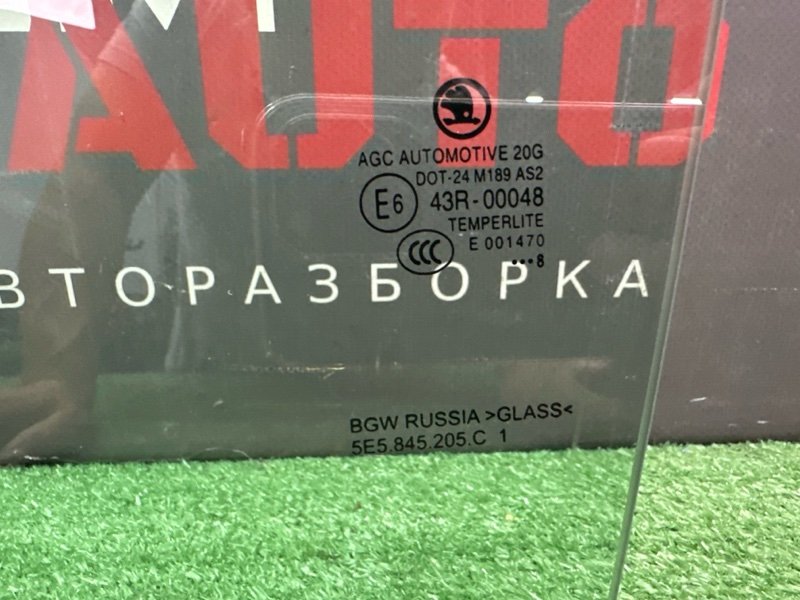 AUTO
AGC AUTOMOTIVE 20G
DOT-24 M189 AS2
E6 43R-00048
TEMPERLITE
CCC E 001470
•••8
ВТОРАЗБОРКА
BGW RUSSIA >GLASS<
5E5.845.205.C 1